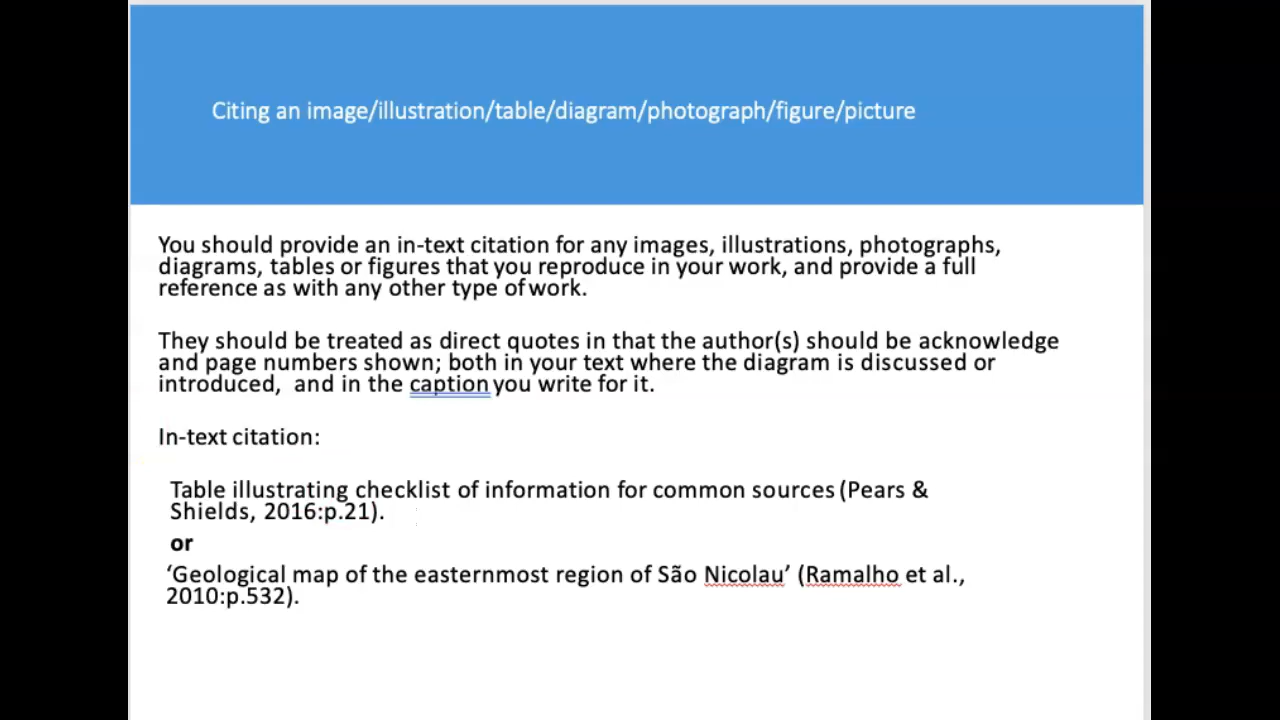 Citing an image/illustration/table/diagram/photograph/figure/picture
You should provide an in-text citation for any images, illustrations, photographs,
diagrams, tables or figures that you reproduce in your work, and provide a full
reference as with any other type of work.
They should be treated as direct quotes in that the author(s) should be acknowledge
and page numbers shown; both in your text where the diagram is discussed or
introduced, and in the caption you write for it.
In-text citation:
Table illustrating checklist of information for common sources (Pears &
Shields, 2016:p.21).
or
‘Geological map of the easternmost region of São Nicolau’ (Ramalho et al.,
2010:p.532).